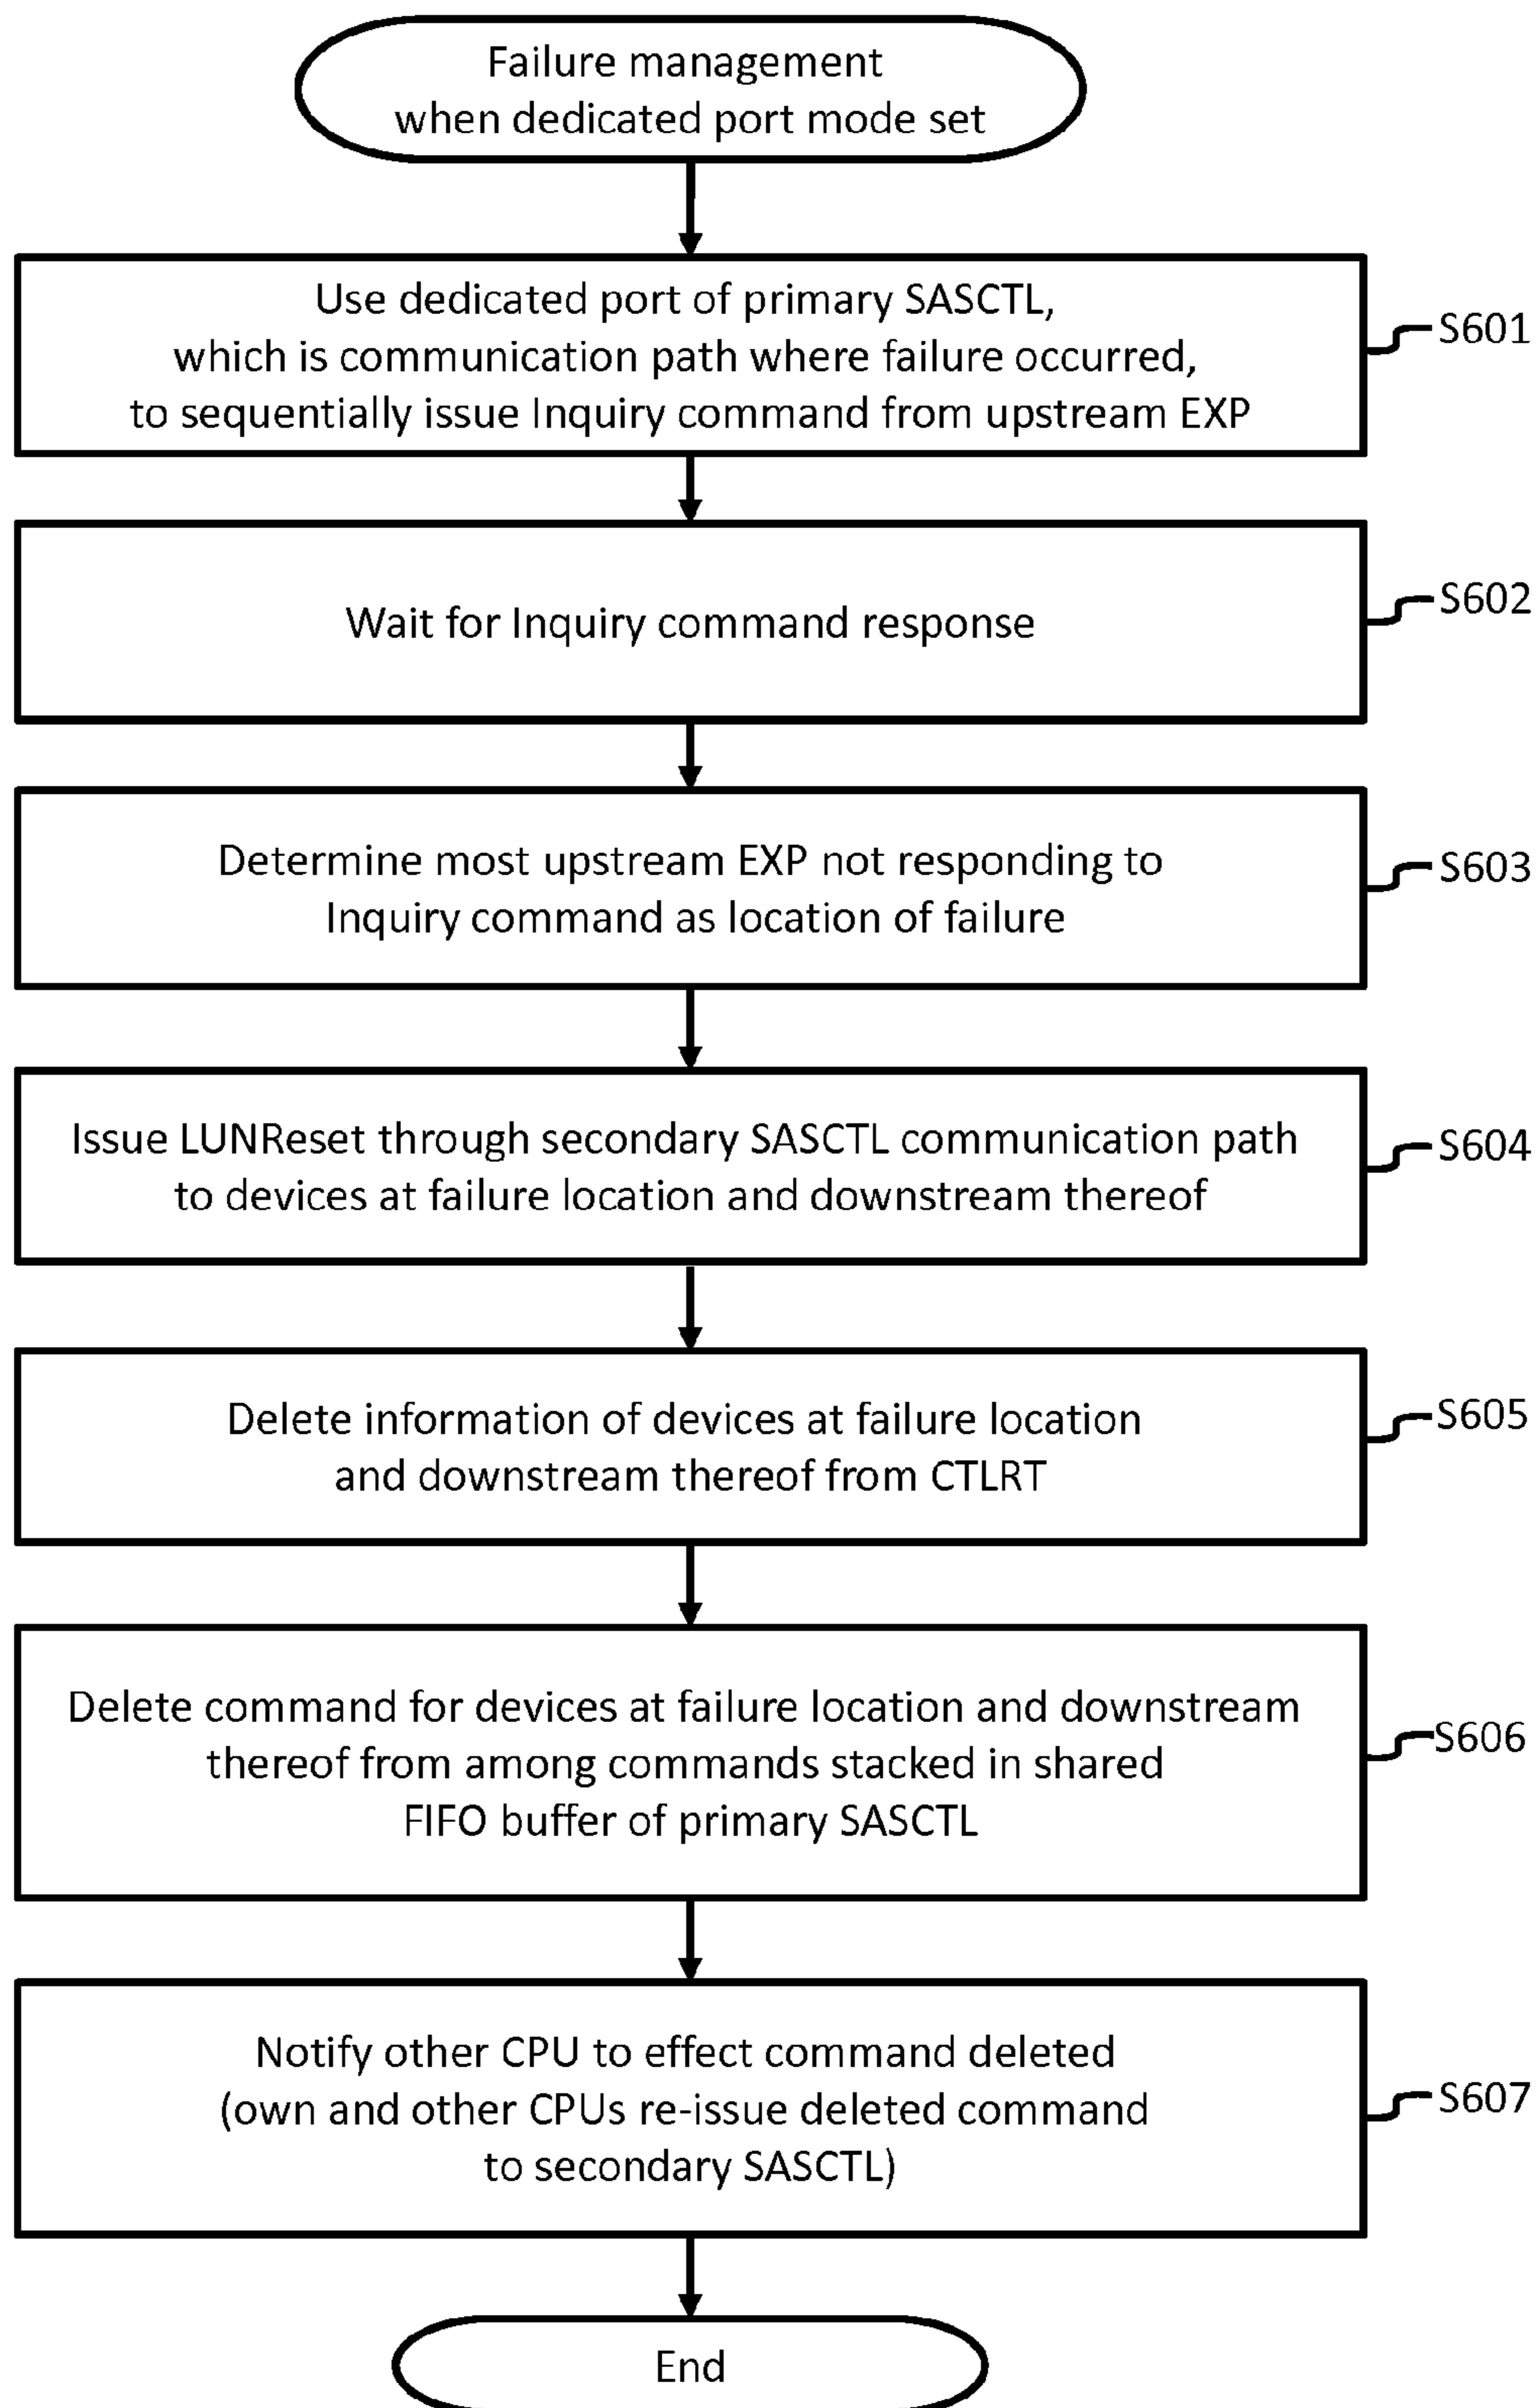 Failure management
when dedicated port mode set
Use dedicated port of primary SASCTL,
which is communication path where failure occurred,
to sequentially issue Inquiry command from upstream EXP
S601
Wait for Inquiry command response
S602
Determine most upstream EXP not responding to
Inquiry command as location of failure
S603
Issue LUNReset through secondary SASCTL communication path
to devices at failure location and downstream thereof
S604
Delete information of devices at failure location
and downstream thereof from CTLRT
S605
Delete command for devices at failure location and downstream
thereof from among commands stacked in shared
FIFO buffer of primary SASCTL
S606
Notify other CPU to effect command deleted
(own and other CPUs re-issue deleted command
to secondary SASCTL)
S607
End